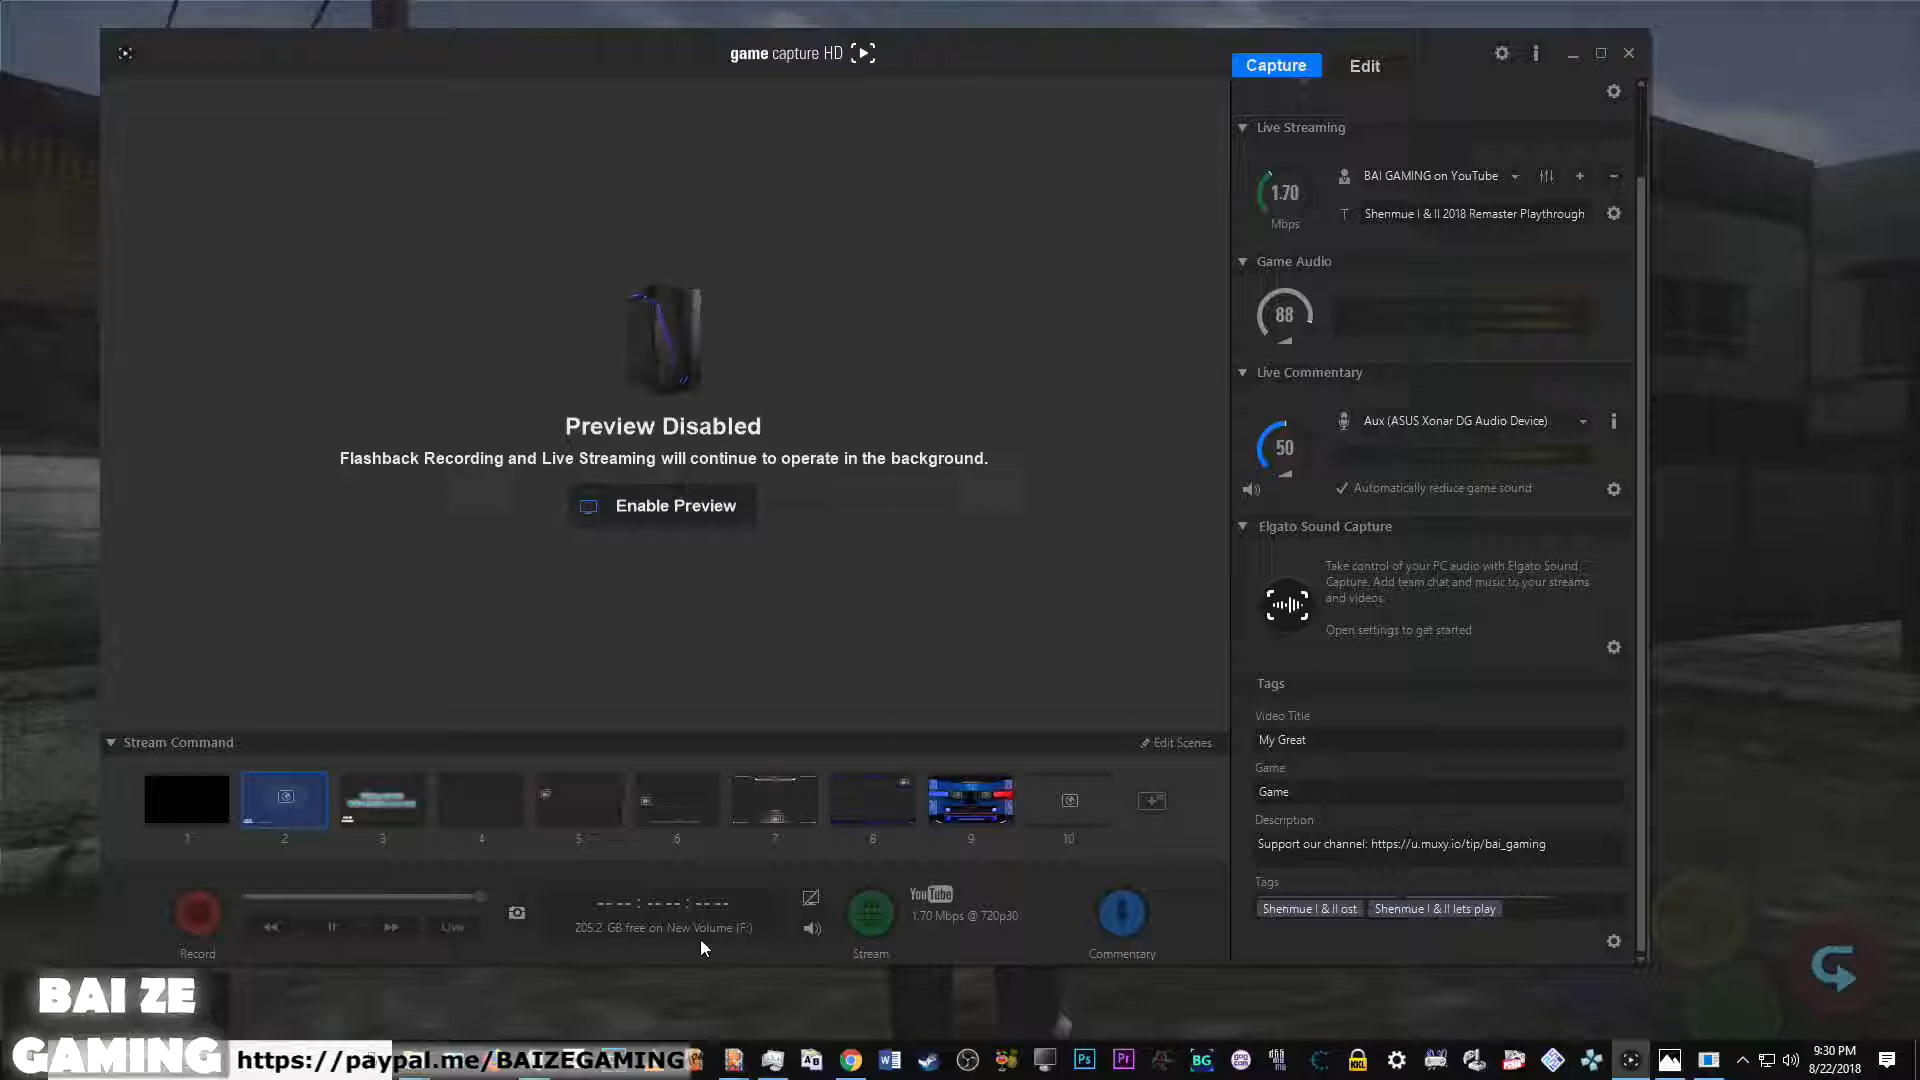 game capture HD
Capture
Edit
Live Streaming
1.70
Mbps
BAI GAMING on YouTube
Shenmue I & II 2018 Remaster Playthrough
Game Audio
88
Live Commentary
50
Aux (ASUS Xonar DG Audio Device)
Automatically reduce game sound
Elgato Sound Capture
Take control of your PC audio with Elgato Sound
Capture. Add team chat and music to your streams
and videos.
Open settings to get started
Tags
Video Title
My Great
Game
Game
Description
Support our channel: https://u.muxy.io/tip/bai_gaming
Tags
Shenmue I & II ost
Shenmue I & II lets play
Preview Disabled
Flashback Recording and Live Streaming will continue to operate in the background.
Enable Preview
Stream Command
Edit Scenes
1 2 3 4 5 6 7 8 9 10
Record
Live
-- -- : -- -- : -- --
205.2 GB free on New Volume (F:)
Stream
YouTube
1.70 Mbps @ 720p30
Commentary
BAI ZE
GAMING
https://paypal.me/BAIZEGAMING
Ps
Pr
BG
KKL
9:30 PM
8/22/2018